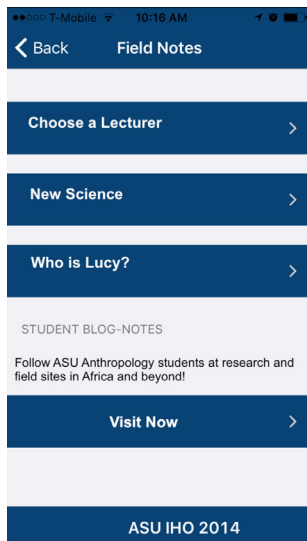 T-Mobile 10:16 AM
Back Field Notes
Choose a Lecturer
New Science
Who is Lucy?
STUDENT BLOG-NOTES
Follow ASU Anthropology students at research and
field sites in Africa and beyond!
Visit Now
ASU IHO 2014